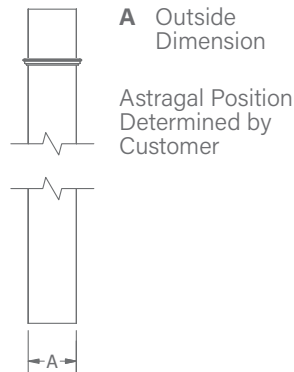 A Outside
Dimension
Astragal Position
Determined by
Customer
A